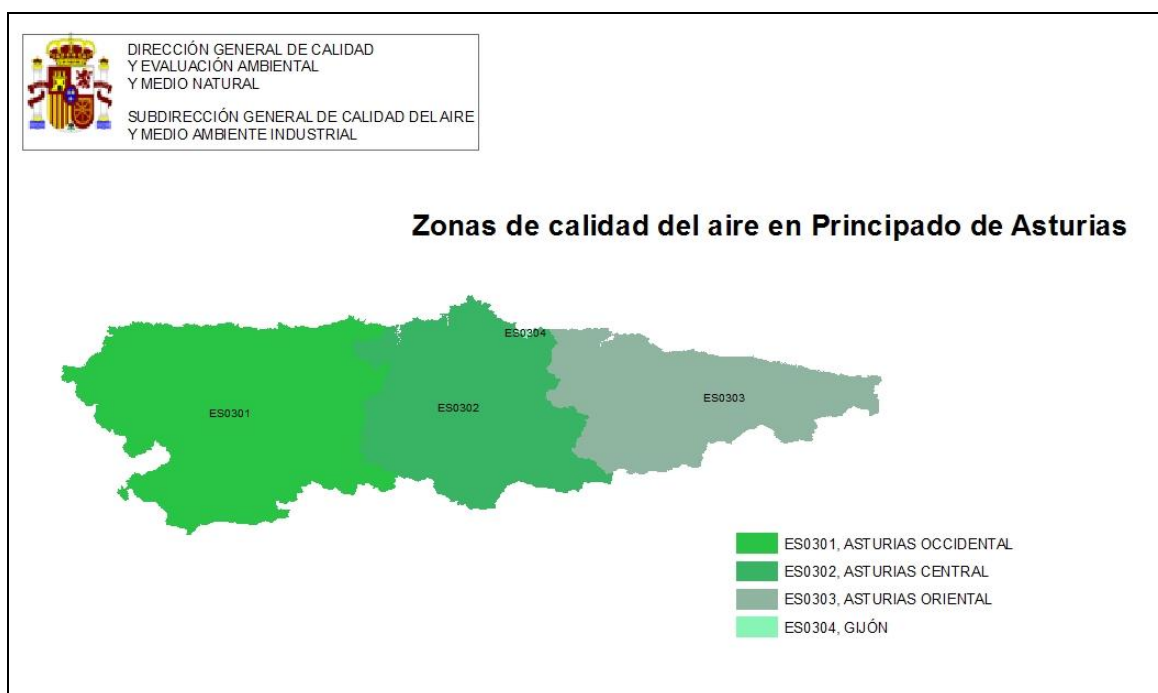 DIRECCIÓN GENERAL DE CALIDAD
Y EVALUACIÓN AMBIENTAL
Y MEDIO NATURAL
SUBDIRECCIÓN GENERAL DE CALIDAD DEL AIRE
Y MEDIO AMBIENTE INDUSTRIAL
Zonas de calidad del aire en Principado de Asturias
ES0304
ES0303
ES0302
ES0301
ES0301, ASTURIAS OCCIDENTAL
ES0302, ASTURIAS CENTRAL
ES0303, ASTURIAS ORIENTAL
ES0304, GIJÓN